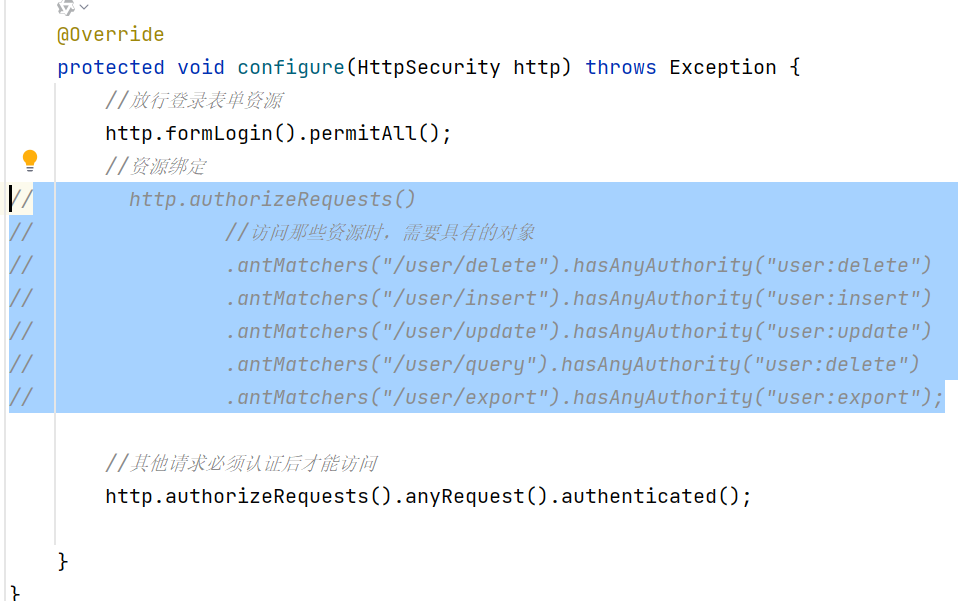 @Override
protected void configure(HttpSecurity http) throws Exception {
//放行登录表单资源
http.formLogin().permitAll();
//资源绑定
// http.authorizeRequests()
// //访问那些资源时，需要具有的对象
// .antMatchers("/user/delete").hasAnyAuthority("user:delete")
// .antMatchers("/user/insert").hasAnyAuthority("user:insert")
// .antMatchers("/user/update").hasAnyAuthority("user:update")
// .antMatchers("/user/query").hasAnyAuthority("user:delete")
// .antMatchers("/user/export").hasAnyAuthority("user:export");
//其他请求必须认证后才能访问
http.authorizeRequests().anyRequest().authenticated();
}
}